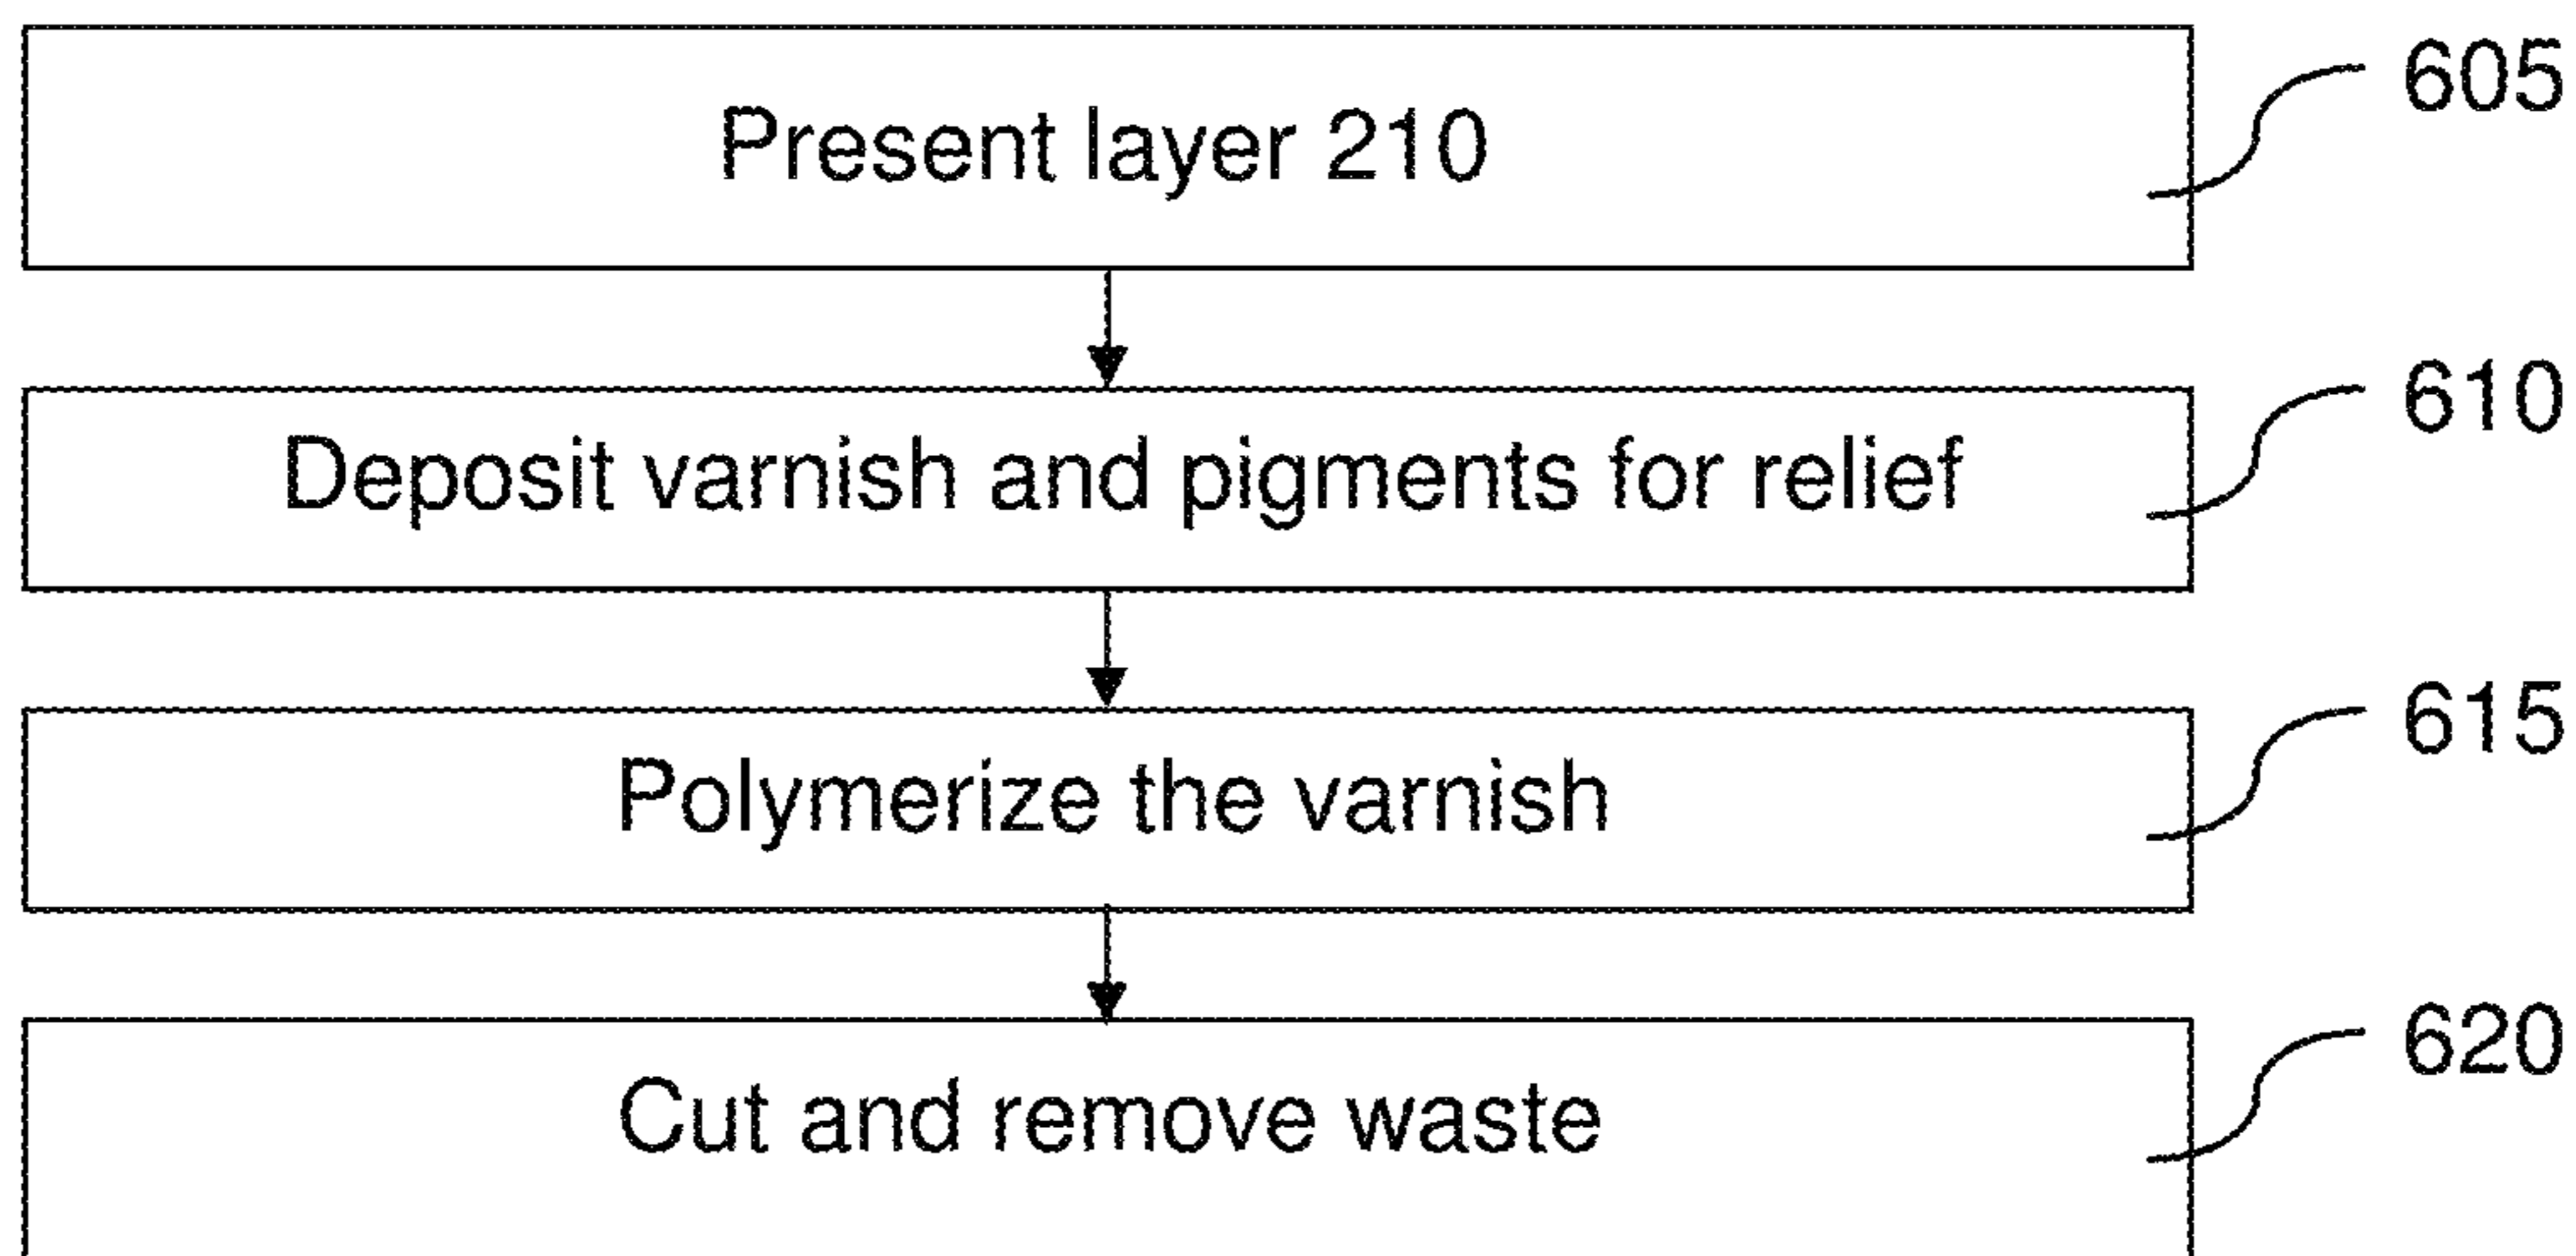 Present layer 210
605
Deposit varnish and pigments for relief
610
Polymerize the varnish
615
Cut and remove waste
620